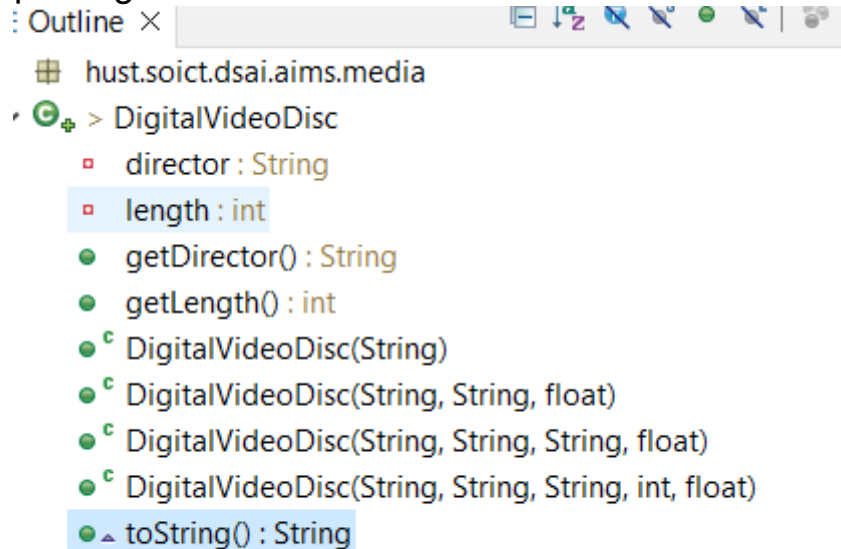 Outline ×
hust.soict.dsai.aims.media
> DigitalVideoDisc
director : String
length : int
getDirector() : String
getLength() : int
C DigitalVideoDisc(String)
C DigitalVideoDisc(String, String, float)
C DigitalVideoDisc(String, String, String, float)
C DigitalVideoDisc(String, String, String, int, float)
toString() : String